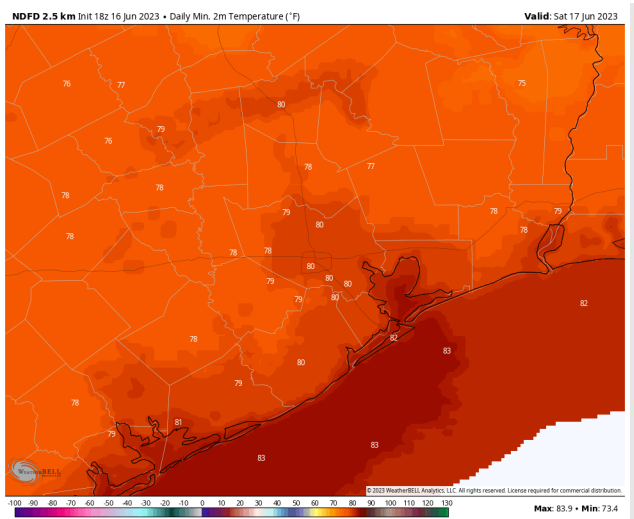 NDFD 2.5 km Init 18z 16 Jun 2023 • Daily Min. 2m Temperature (°F)
Valid: Sat 17 Jun 2023
76 77 75
80
79
76
78 77
78 78
79 78 79
80 78
78
78 78
80
79 80 80
79 80
82
82
78 83
80
79
78
81
79
83 83
WEATHERBELL
© 2023 WeatherBELL Analytics, LLC. All rights reserved. License required for commercial distribution.
-100 -90 -80 -70 -60 -50 -40 -30 -20 -10 0 10 20 30 40 50 60 70 80 90 100 110 120 130
Max: 83.9 • Min: 73.4